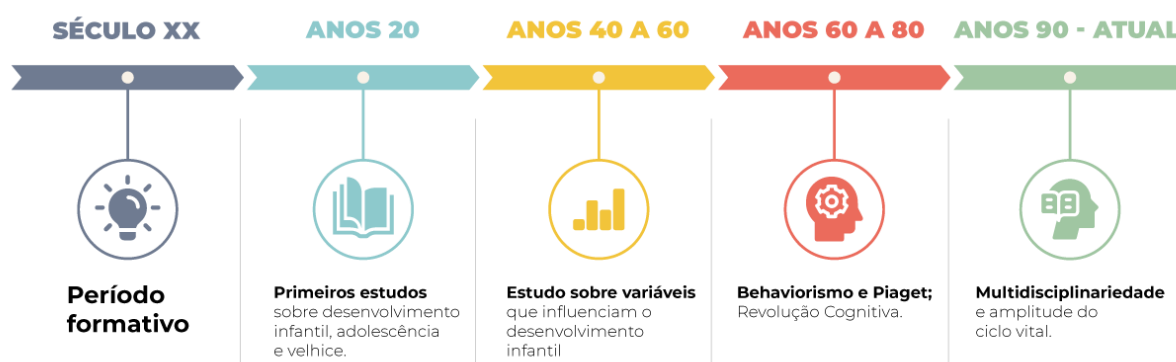 SÉCULO XX
ANOS 20
ANOS 40 A 60
ANOS 60 A 80
ANOS 90 - ATUAL
Período
formativo
Primeiros estudos
sobre desenvolvimento
infantil, adolescência
e velhice.
Estudo sobre variáveis
que influenciam o
desenvolvimento
infantil
Behaviorismo e Piaget;
Revolução Cognitiva.
Multidisciplinariedade
e amplitude do
ciclo vital.